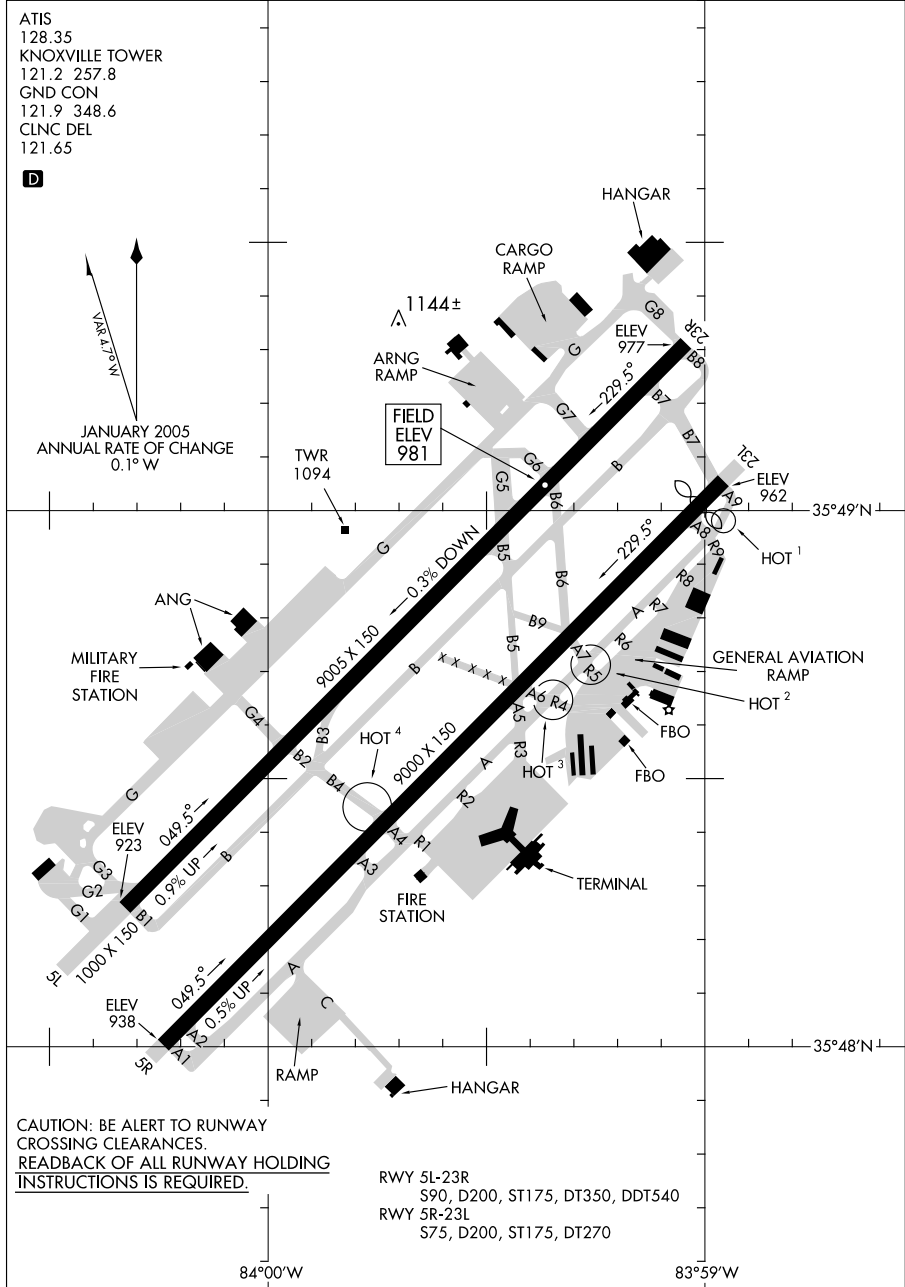 ATIS
128.35
KNOXVILLE TOWER
121.2 257.8
GND CON
121.9 348.6
CLNC DEL
121.65
D
VAR 4.7° W
JANUARY 2005
ANNUAL RATE OF CHANGE
0.1° W
HANGAR
CARGO
RAMP
1144±
G8
23R
ELEV
977
B8
G
ARNG
RAMP
229.5°
B7
G7
FIELD
ELEV
981
B7
TWR
1094
G6
B
23L
ELEV
962
G5
B6
A9
35°49'N
229.5°
A8
R9
HOT 1
G
B5
0.3% DOWN
B6
R8
ANG
R7
A
9005 X 150
B9
R6
MILITARY
FIRE
STATION
B5
A7
GENERAL AVIATION
RAMP
B
X X X X X
R5
HOT 2
A6
R4
G4
A5
FBO
B3
HOT 4
R3
HOT 3
FBO
B2
9000 X 150
A
B4
R2
G
049.5°
ELEV
923
A4
R1
B
A3
G3
0.9% UP
TERMINAL
G2
FIRE
STATION
G1
B1
1000 X 150
5L
049.5°
A
ELEV
938
0.5% UP
C
A2
A1
35°48'N
5R
RAMP
HANGAR
CAUTION: BE ALERT TO RUNWAY
CROSSING CLEARANCES.
READBACK OF ALL RUNWAY HOLDING
INSTRUCTIONS IS REQUIRED.
RWY 5L-23R
S90, D200, ST175, DT350, DDT540
RWY 5R-23L
S75, D200, ST175, DT270
84°00'W
83°59'W